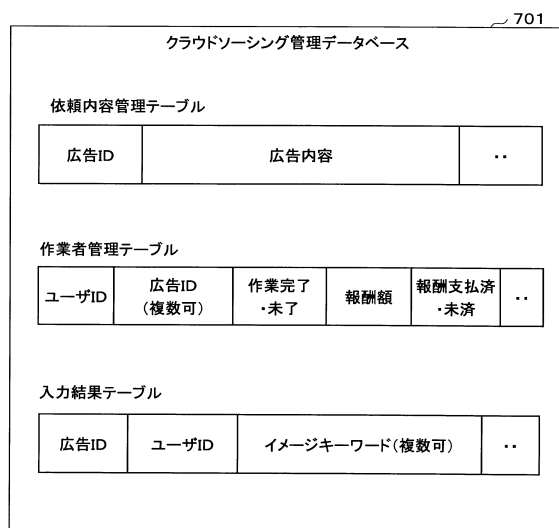 701
クラウドソーシング管理データベース
依頼内容管理テーブル
広告ID
広告内容
‥
作業者管理テーブル
ユーザID
広告ID
(複数可)
作業完了
・未了
報酬額
報酬支払済
・未済
‥
入力結果テーブル
広告ID
ユーザID
イメージキーワード(複数可)
‥